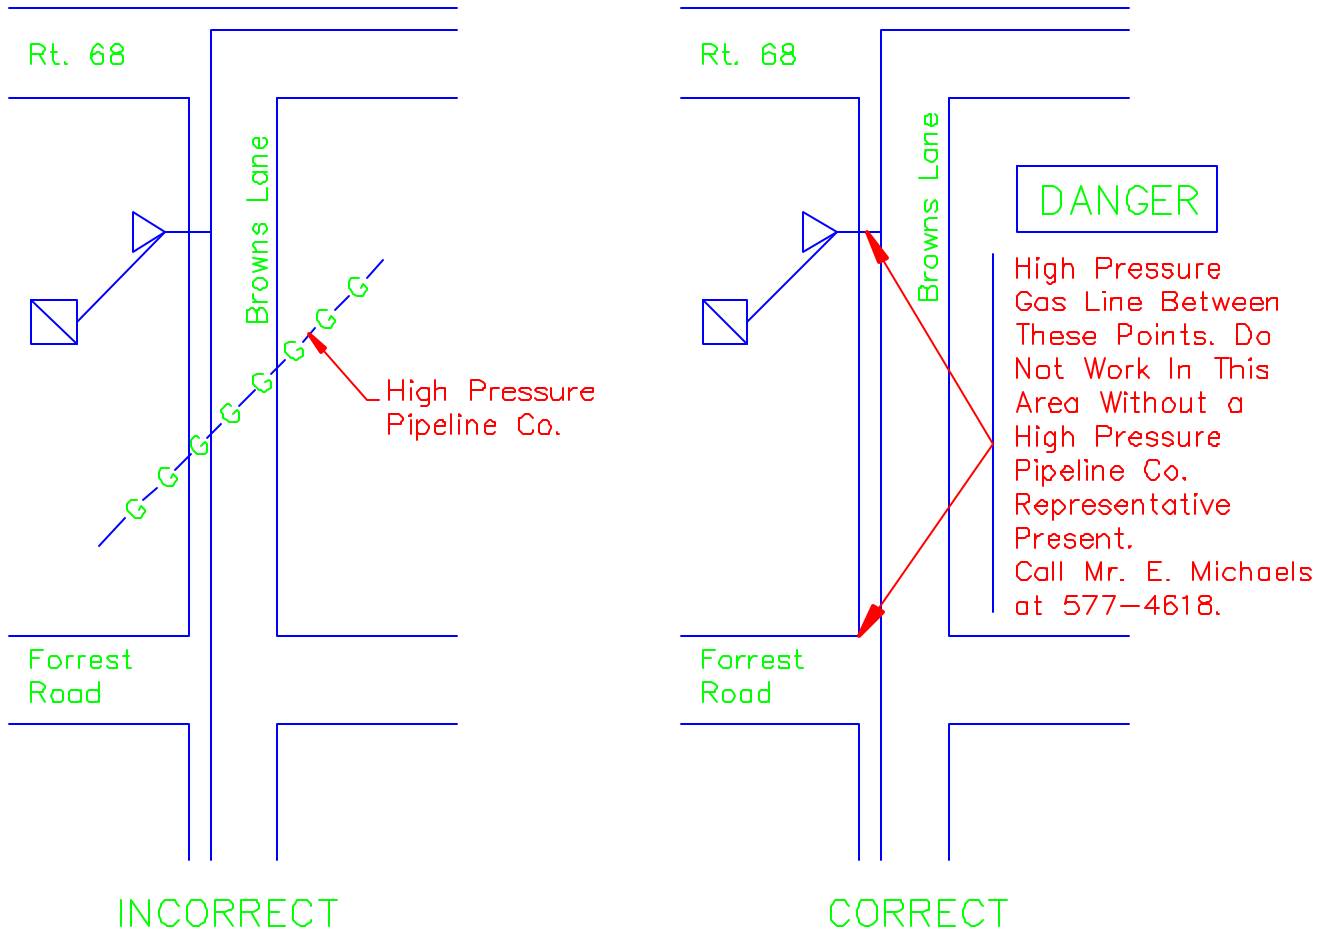 Rt. 68
Browns Lane
G
G
G
G
G
G
G
G
High Pressure
Pipeline Co.
Forrest
Road
INCORRECT
Rt. 68
Browns Lane
DANGER
High Pressure
Gas Line Between
These Points. Do
Not Work In This
Area Without a
High Pressure
Pipeline Co.
Representative
Present.
Call Mr. E. Michaels
at 577-4618.
Forrest
Road
CORRECT